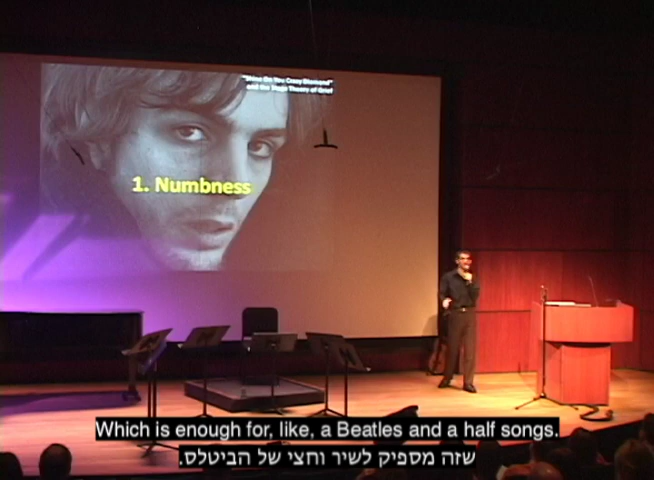 "Shine On You Crazy Diamond"
and the Stage Theory of Grief
1. Numbness
Which is enough for, like, a Beatles and a half songs.
שזה מספיק לשיר וחצי של הביטלס.